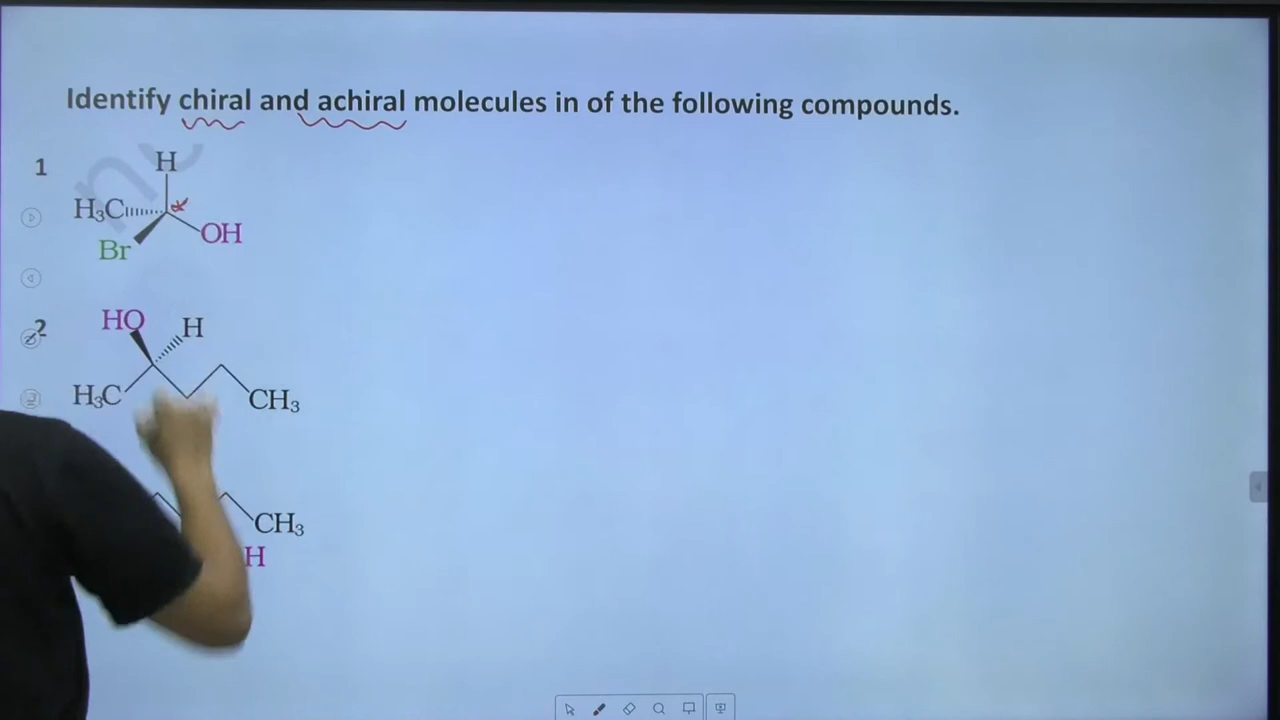 Identify chiral and achiral molecules in of the following compounds.
1
H
H₃C
OH
Br
2
HO
H
H₃C
CH₃
CH₃
H